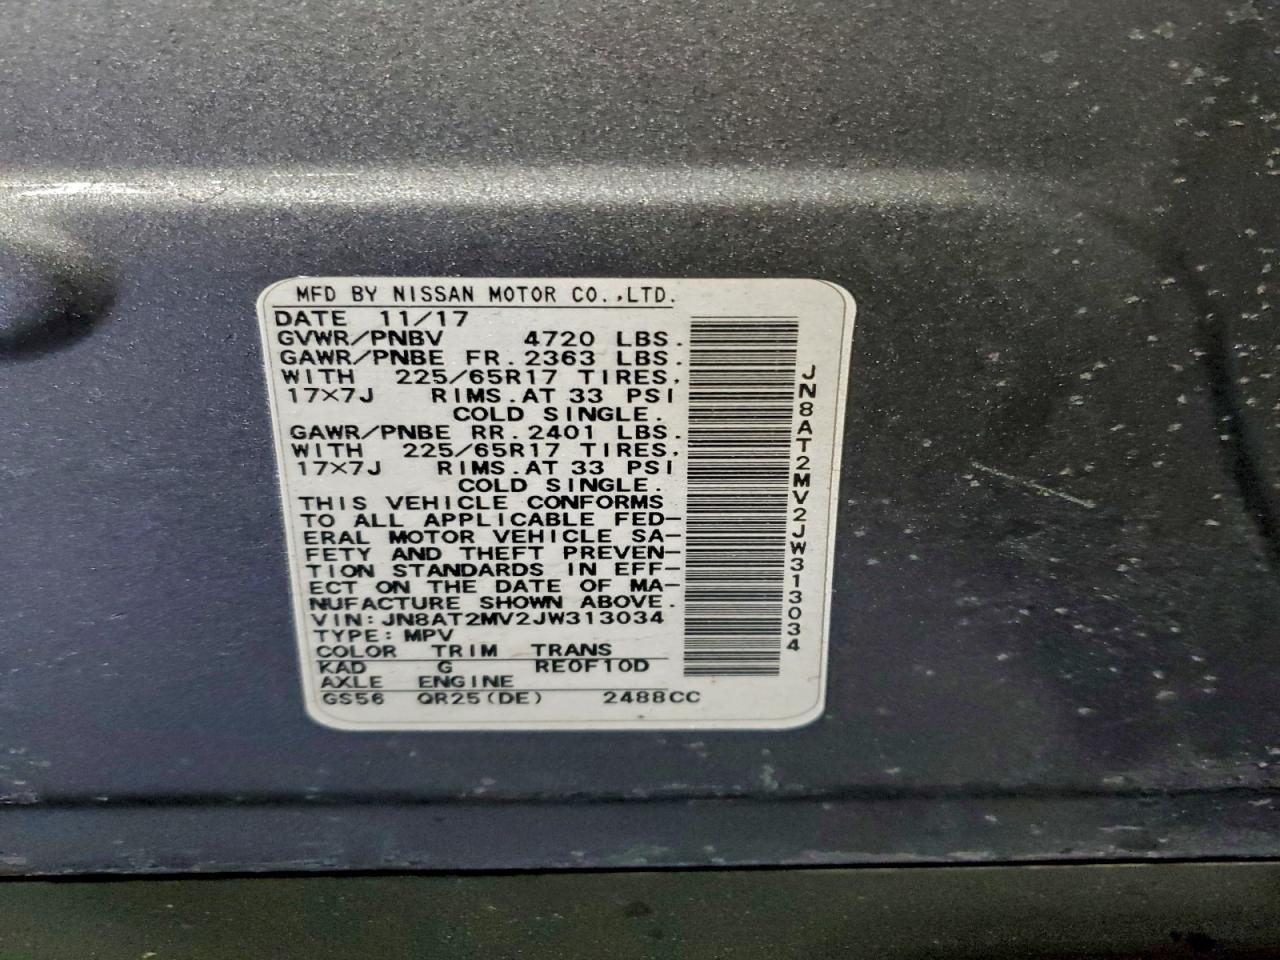 MFD BY NISSAN MOTOR CO.,LTD.
DATE 11/17
GVWR/PNBV 4720 LBS.
GAWR/PNBE FR. 2363 LBS.
WITH 225/65R17 TIRES,
17×7J RIMS. AT 33 PSI
COLD SINGLE.
GAWR/PNBE RR. 2401 LBS.
WITH 225/65R17 TIRES,
17×7J RIMS. AT 33 PSI
COLD SINGLE.
THIS VEHICLE CONFORMS
TO ALL APPLICABLE FED-
ERAL MOTOR VEHICLE SA-
FETY AND THEFT PREVEN-
TION STANDARDS IN EFF-
ECT ON THE DATE OF MA-
NUFACTURE SHOWN ABOVE.
VIN: JN8AT2MV2JW313034
TYPE: MPV
COLOR TRIM TRANS
KAD G RE0F10D
AXLE ENGINE
GS56 QR25(DE) 2488CC
JN8AT2MV2JW313034